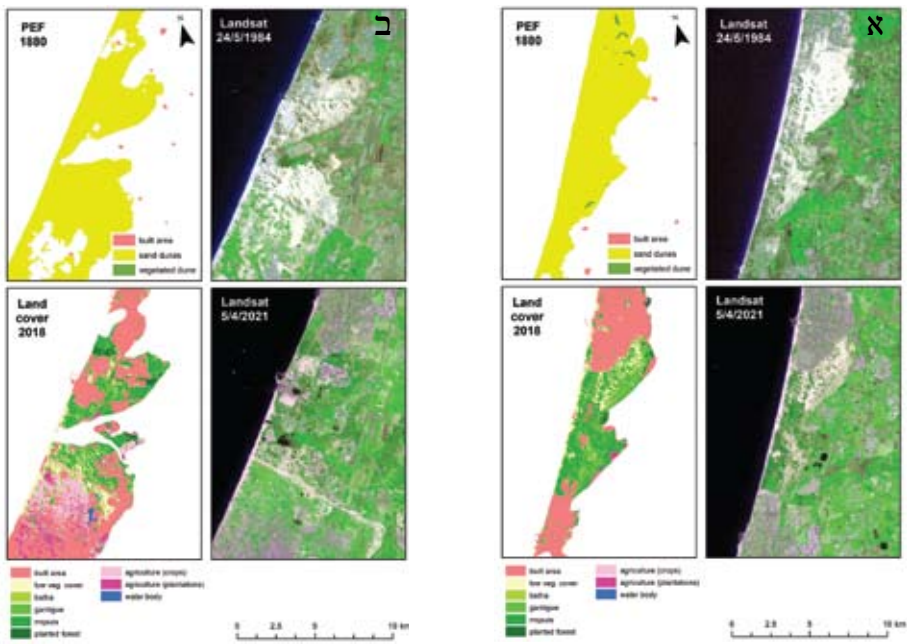 PEF
1880
N
Landsat
24/5/1984
ב
built area
sand dunes
vegetated dune
Land
cover
2018
Landsat
5/4/2021
built area
low veg. cover
batha
garrigue
maquis
planted forest
agriculture (crops)
agriculture (plantations)
water body
0 2.5 5 10 km
PEF
1880
N
Landsat
24/5/1984
א
built area
sand dunes
vegetated dune
Land
cover
2018
Landsat
5/4/2021
built area
low veg. cover
batha
garrigue
maquis
planted forest
agriculture (crops)
agriculture (plantations)
water body
0 2.5 5 10 km